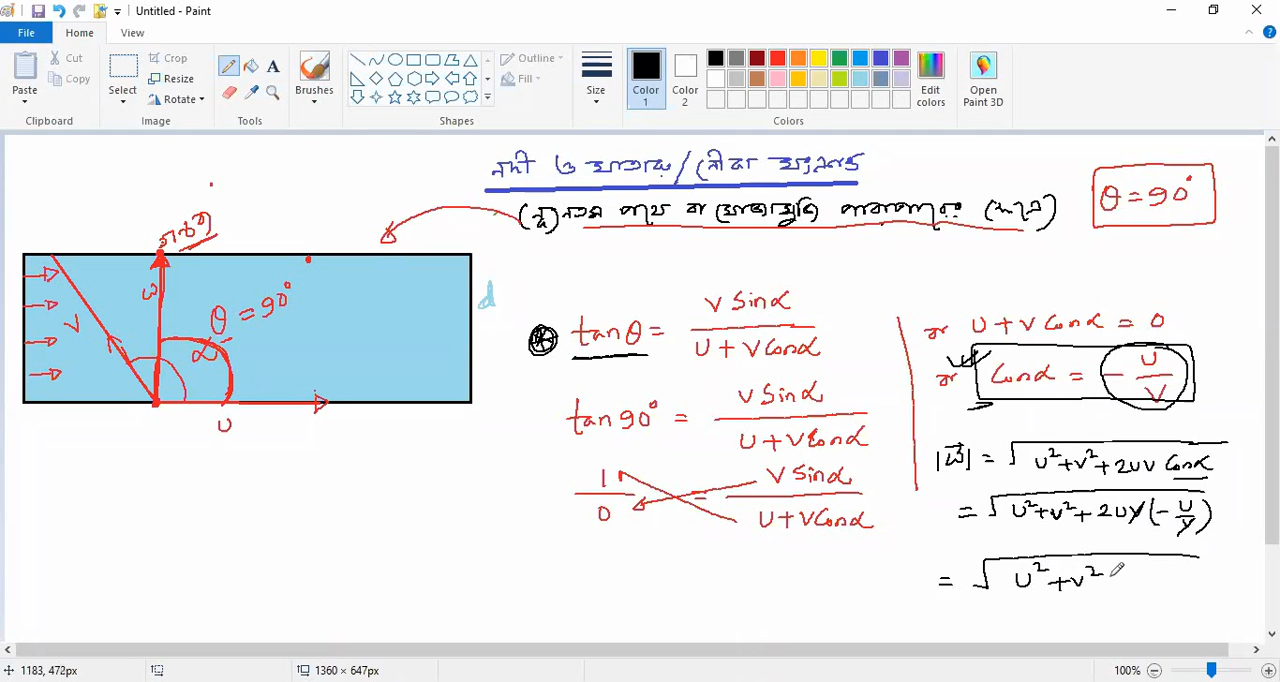 Untitled - Paint
File Home View
Paste Cut Copy Select Crop Resize Rotate Brushes Shapes Outline Fill Size Color 1 Color 2 Edit colors Open Paint 3D
Clipboard Image Tools Shapes Colors
নদী ও
θ = 90°
পথে বা সোজাসুজি
d
ω
θ = 90°
V
α
U
tanθ = V Sinα / U + V Cosα
tan 90° = V Sinα / U + V Cosα
1 / 0 = V Sinα / U + V Cosα
বা U + V Cosα = 0
বা Cosα = - U / V
|ω⃗| = √U² + V² + 2UV Cosα
= √U² + V² + 2UV (- U / V)
= √U² + V²
1183, 472px 1360 × 647px 100%